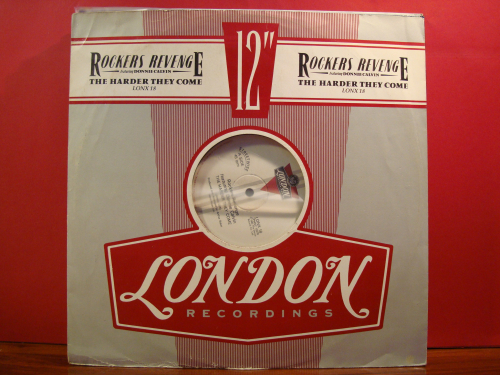 12"
ROCKERS REVENGE
featuring DONNIE CALVIN
THE HARDER THEY COME
LONX 18
ROCKERS REVENGE
featuring DONNIE CALVIN
THE HARDER THEY COME
LONX 18
LONDON
LONDON
RECORDINGS